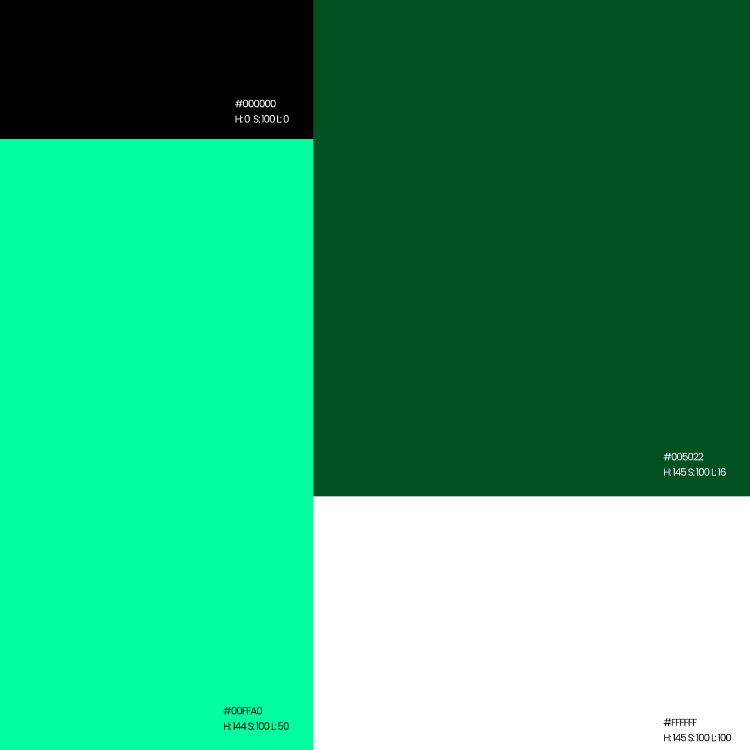 #000000
H: 0 S: 100 L: 0
#005022
H: 145 S: 100 L: 16
#00FFA0
H: 144 S: 100 L: 50
#FFFFFF
H: 145 S: 100 L: 100